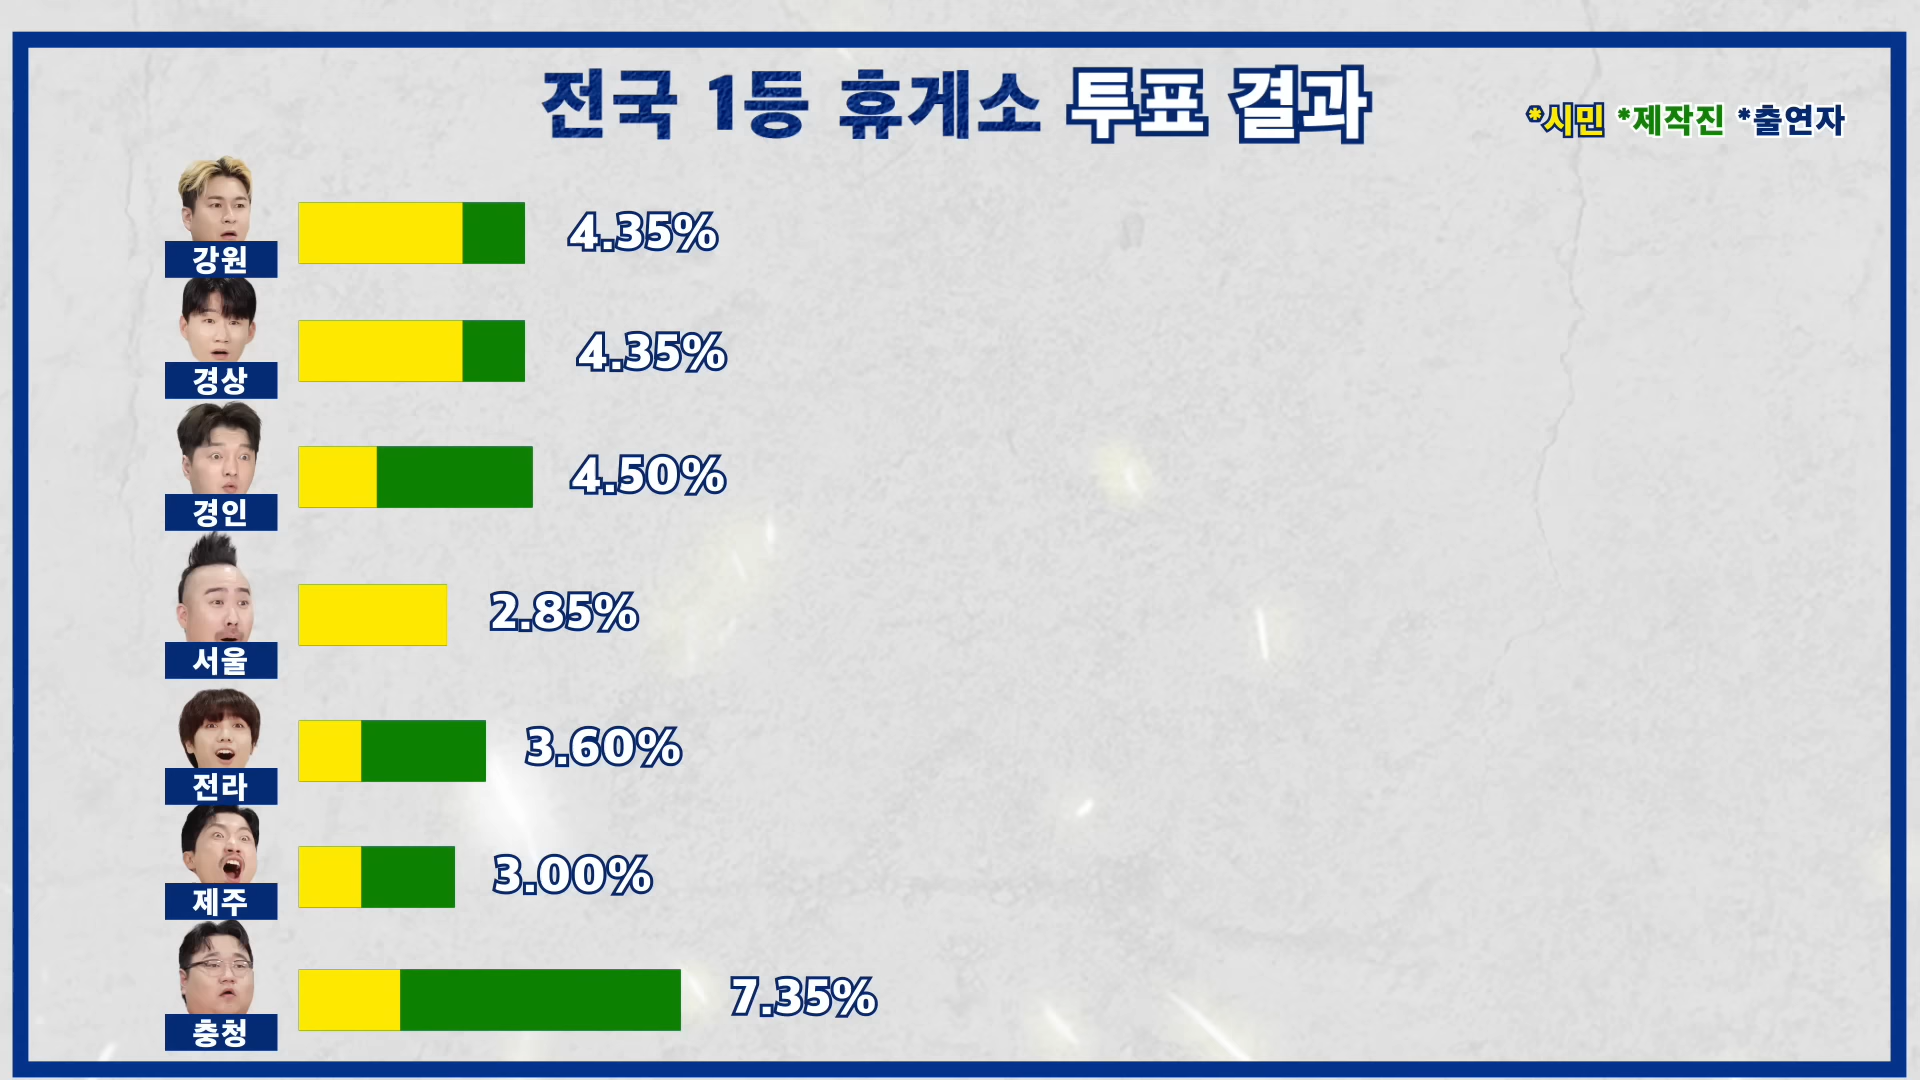 전국 1등 휴게소 투표 결과
*시민 *제작진 *출연자
강원 4.35%
경상 4.35%
경인 4.50%
서울 2.85%
전라 3.60%
제주 3.00%
충청 7.35%